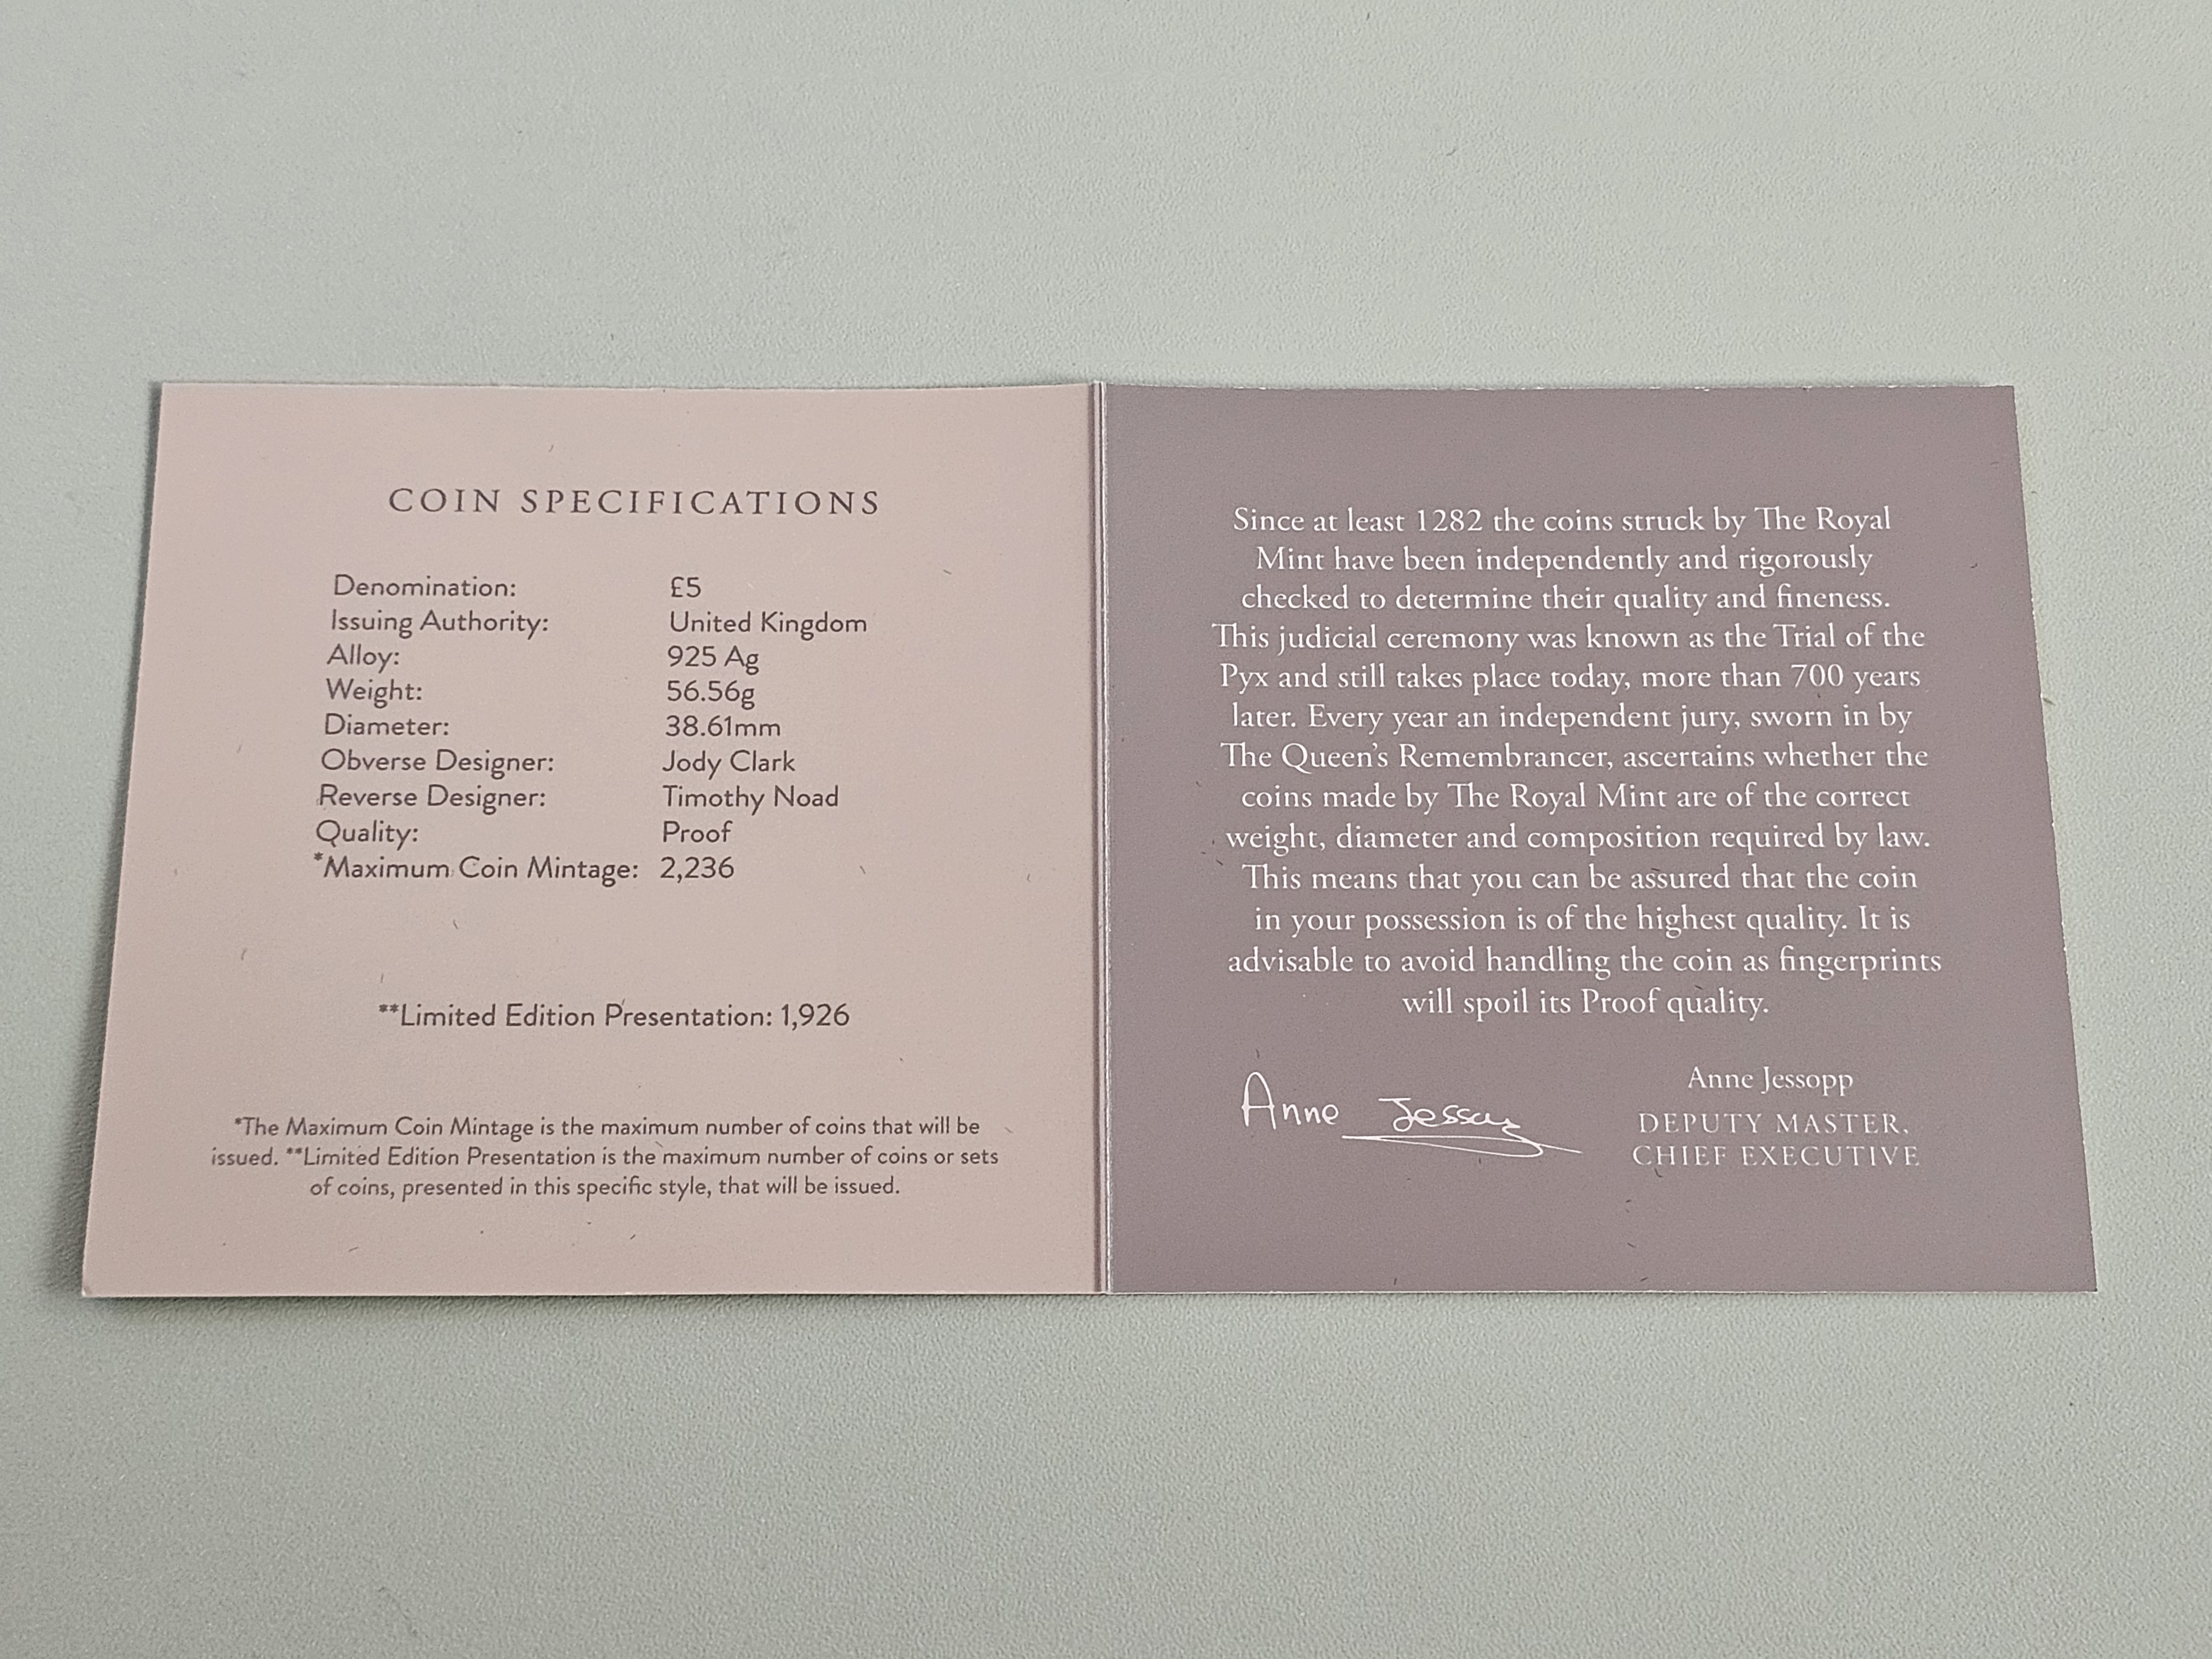 COIN SPECIFICATIONS
Denomination: £5
Issuing Authority: United Kingdom
Alloy: 925 Ag
Weight: 56.56g
Diameter: 38.61mm
Obverse Designer: Jody Clark
Reverse Designer: Timothy Noad
Quality: Proof
*Maximum Coin Mintage: 2,236
**Limited Edition Presentation: 1,926
*The Maximum Coin Mintage is the maximum number of coins that will be
issued. **Limited Edition Presentation is the maximum number of coins or sets
of coins, presented in this specific style, that will be issued.
Since at least 1282 the coins struck by The Royal
Mint have been independently and rigorously
checked to determine their quality and fineness.
This judicial ceremony was known as the Trial of the
Pyx and still takes place today, more than 700 years
later. Every year an independent jury, sworn in by
The Queen's Remembrancer, ascertains whether the
coins made by The Royal Mint are of the correct
weight, diameter and composition required by law.
This means that you can be assured that the coin
in your possession is of the highest quality. It is
advisable to avoid handling the coin as fingerprints
will spoil its Proof quality.
Anne Jessopp
Anne Jessopp
DEPUTY MASTER,
CHIEF EXECUTIVE